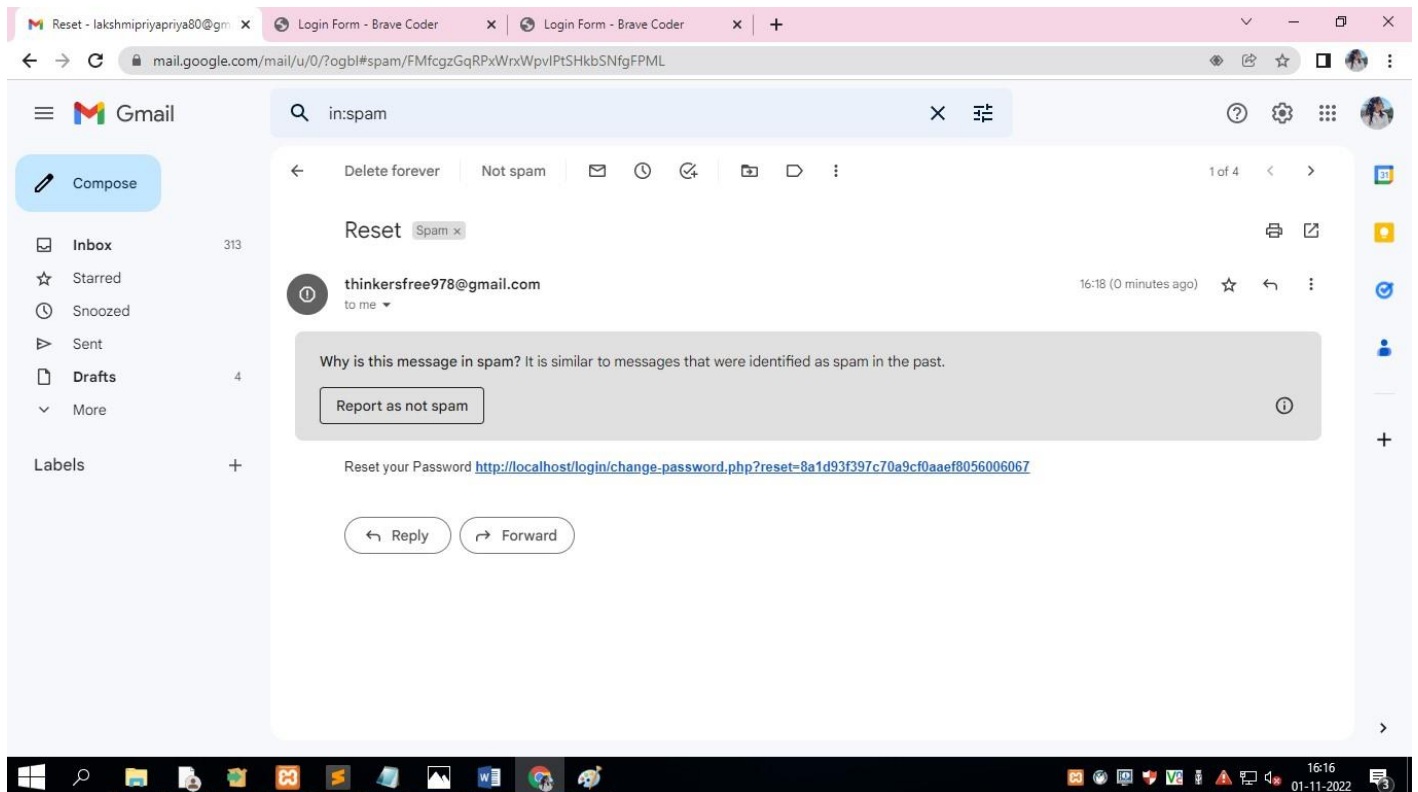 Reset - lakshmipriyapriya80@gm
Login Form - Brave Coder
Login Form - Brave Coder
mail.google.com/mail/u/0/?ogbl#spam/FMfcgzGqRPxWrxWpvlPtSHkbSNfgFPML
Gmail
in:spam
Compose
Delete forever
Not spam
1 of 4
31
Reset Spam ×
Inbox 313
Starred
Snoozed
Sent
Drafts 4
More
Labels
thinkersfree978@gmail.com
to me
16:18 (0 minutes ago)
Why is this message in spam? It is similar to messages that were identified as spam in the past.
Report as not spam
Reset your Password http://localhost/login/change-password.php?reset=8a1d93f397c70a9cf0aaef8056006067
Reply
Forward
16:16
01-11-2022
3